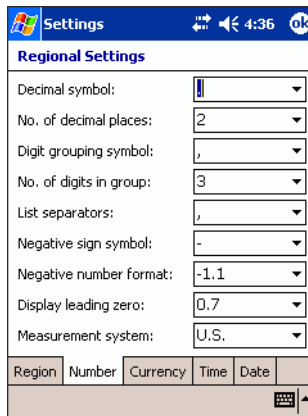 Settings 4:36 ok
Regional Settings
Decimal symbol: .
No. of decimal places: 2
Digit grouping symbol: ,
No. of digits in group: 3
List separators: ,
Negative sign symbol: -
Negative number format: -1.1
Display leading zero: 0.7
Measurement system: U.S.
Region Number Currency Time Date